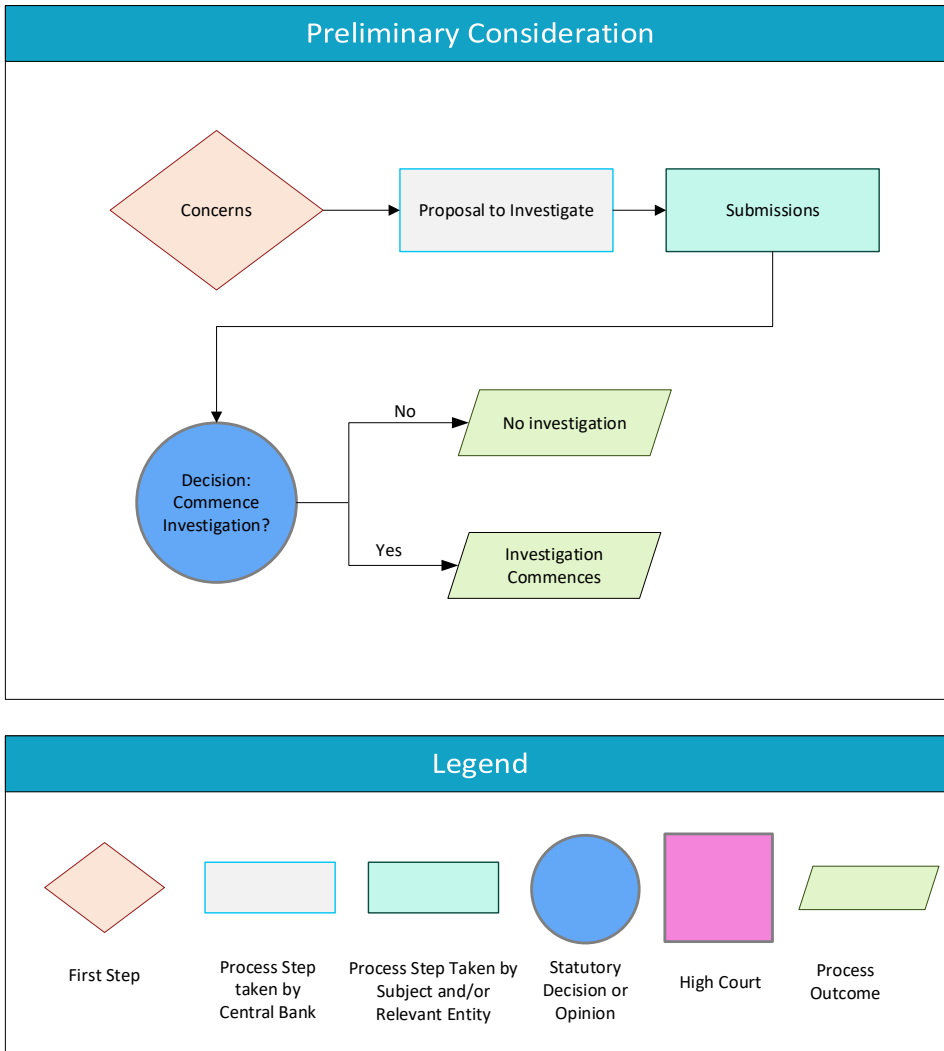 Preliminary Consideration
Concerns
Proposal to Investigate
Submissions
No
No investigation
Decision:
Commence
Investigation?
Yes
Investigation
Commences
Legend
First Step
Process Step
taken by
Central Bank
Process Step Taken by
Subject and/or
Relevant Entity
Statutory
Decision or
Opinion
High Court
Process
Outcome